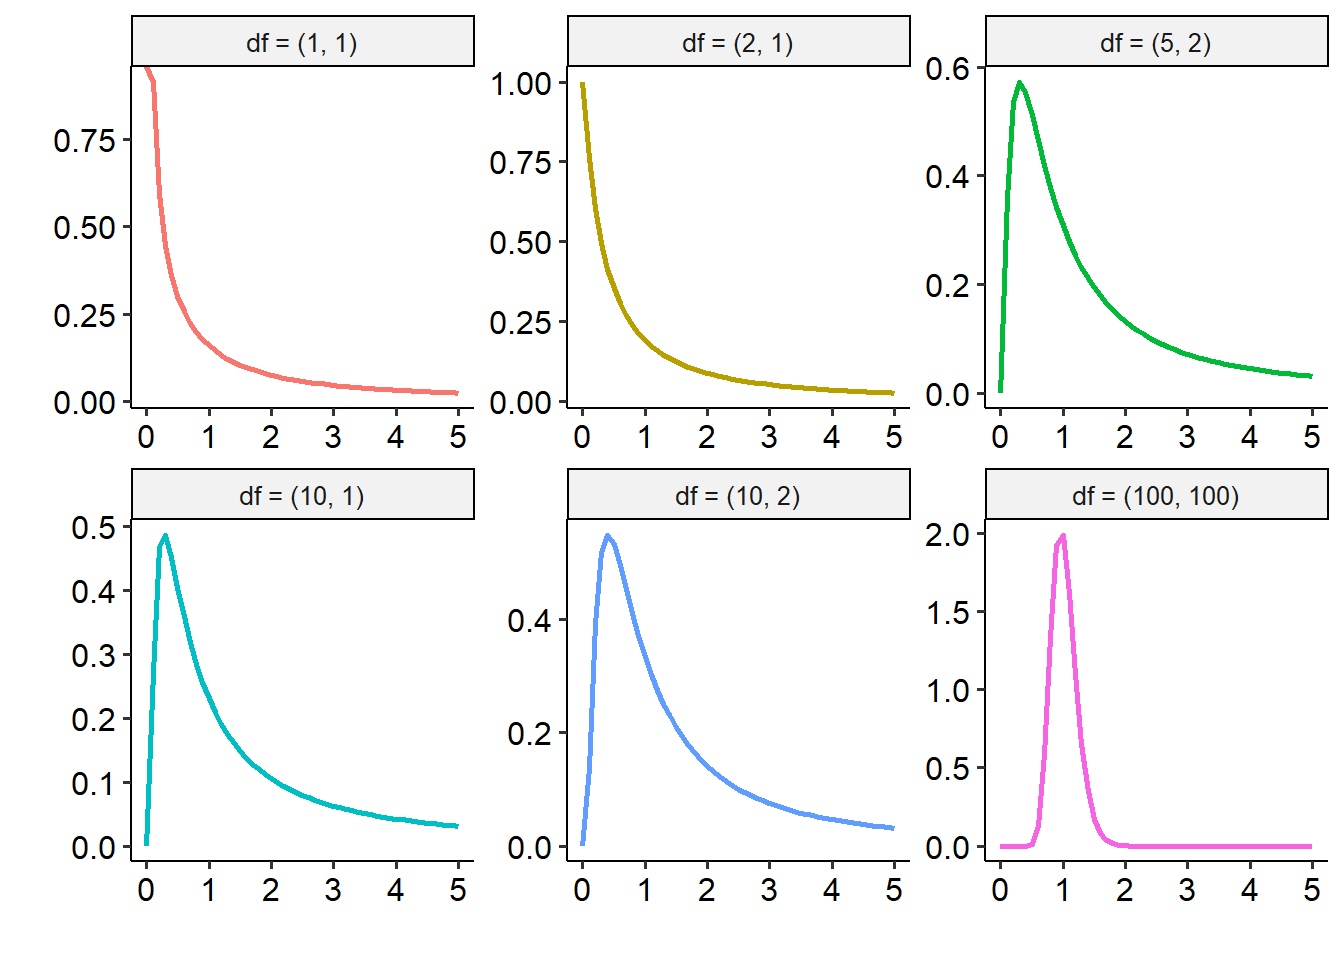 df = (1, 1)
0.75
0.50
0.25
0.00
0 1 2 3 4 5
df = (2, 1)
1.00
0.75
0.50
0.25
0.00
0 1 2 3 4 5
df = (5, 2)
0.6
0.4
0.2
0.0
0 1 2 3 4 5
df = (10, 1)
0.5
0.4
0.3
0.2
0.1
0.0
0 1 2 3 4 5
df = (10, 2)
0.4
0.2
0.0
0 1 2 3 4 5
df = (100, 100)
2.0
1.5
1.0
0.5
0.0
0 1 2 3 4 5